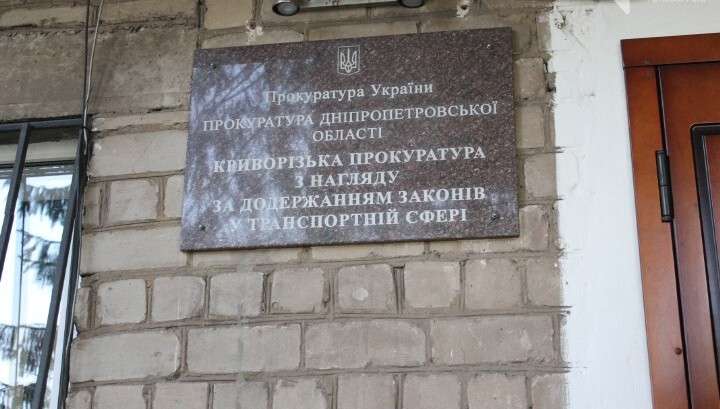 Прокуратура України
ПРОКУРАТУРА ДНІПРОПЕТРОВСЬКОЇ
ОБЛАСТІ
КРИВОРІЗЬКА ПРОКУРАТУРА
З НАГЛЯДУ
ЗА ДОДЕРЖАННЯМ ЗАКОНІВ
У ТРАНСПОРТНІЙ СФЕРІ